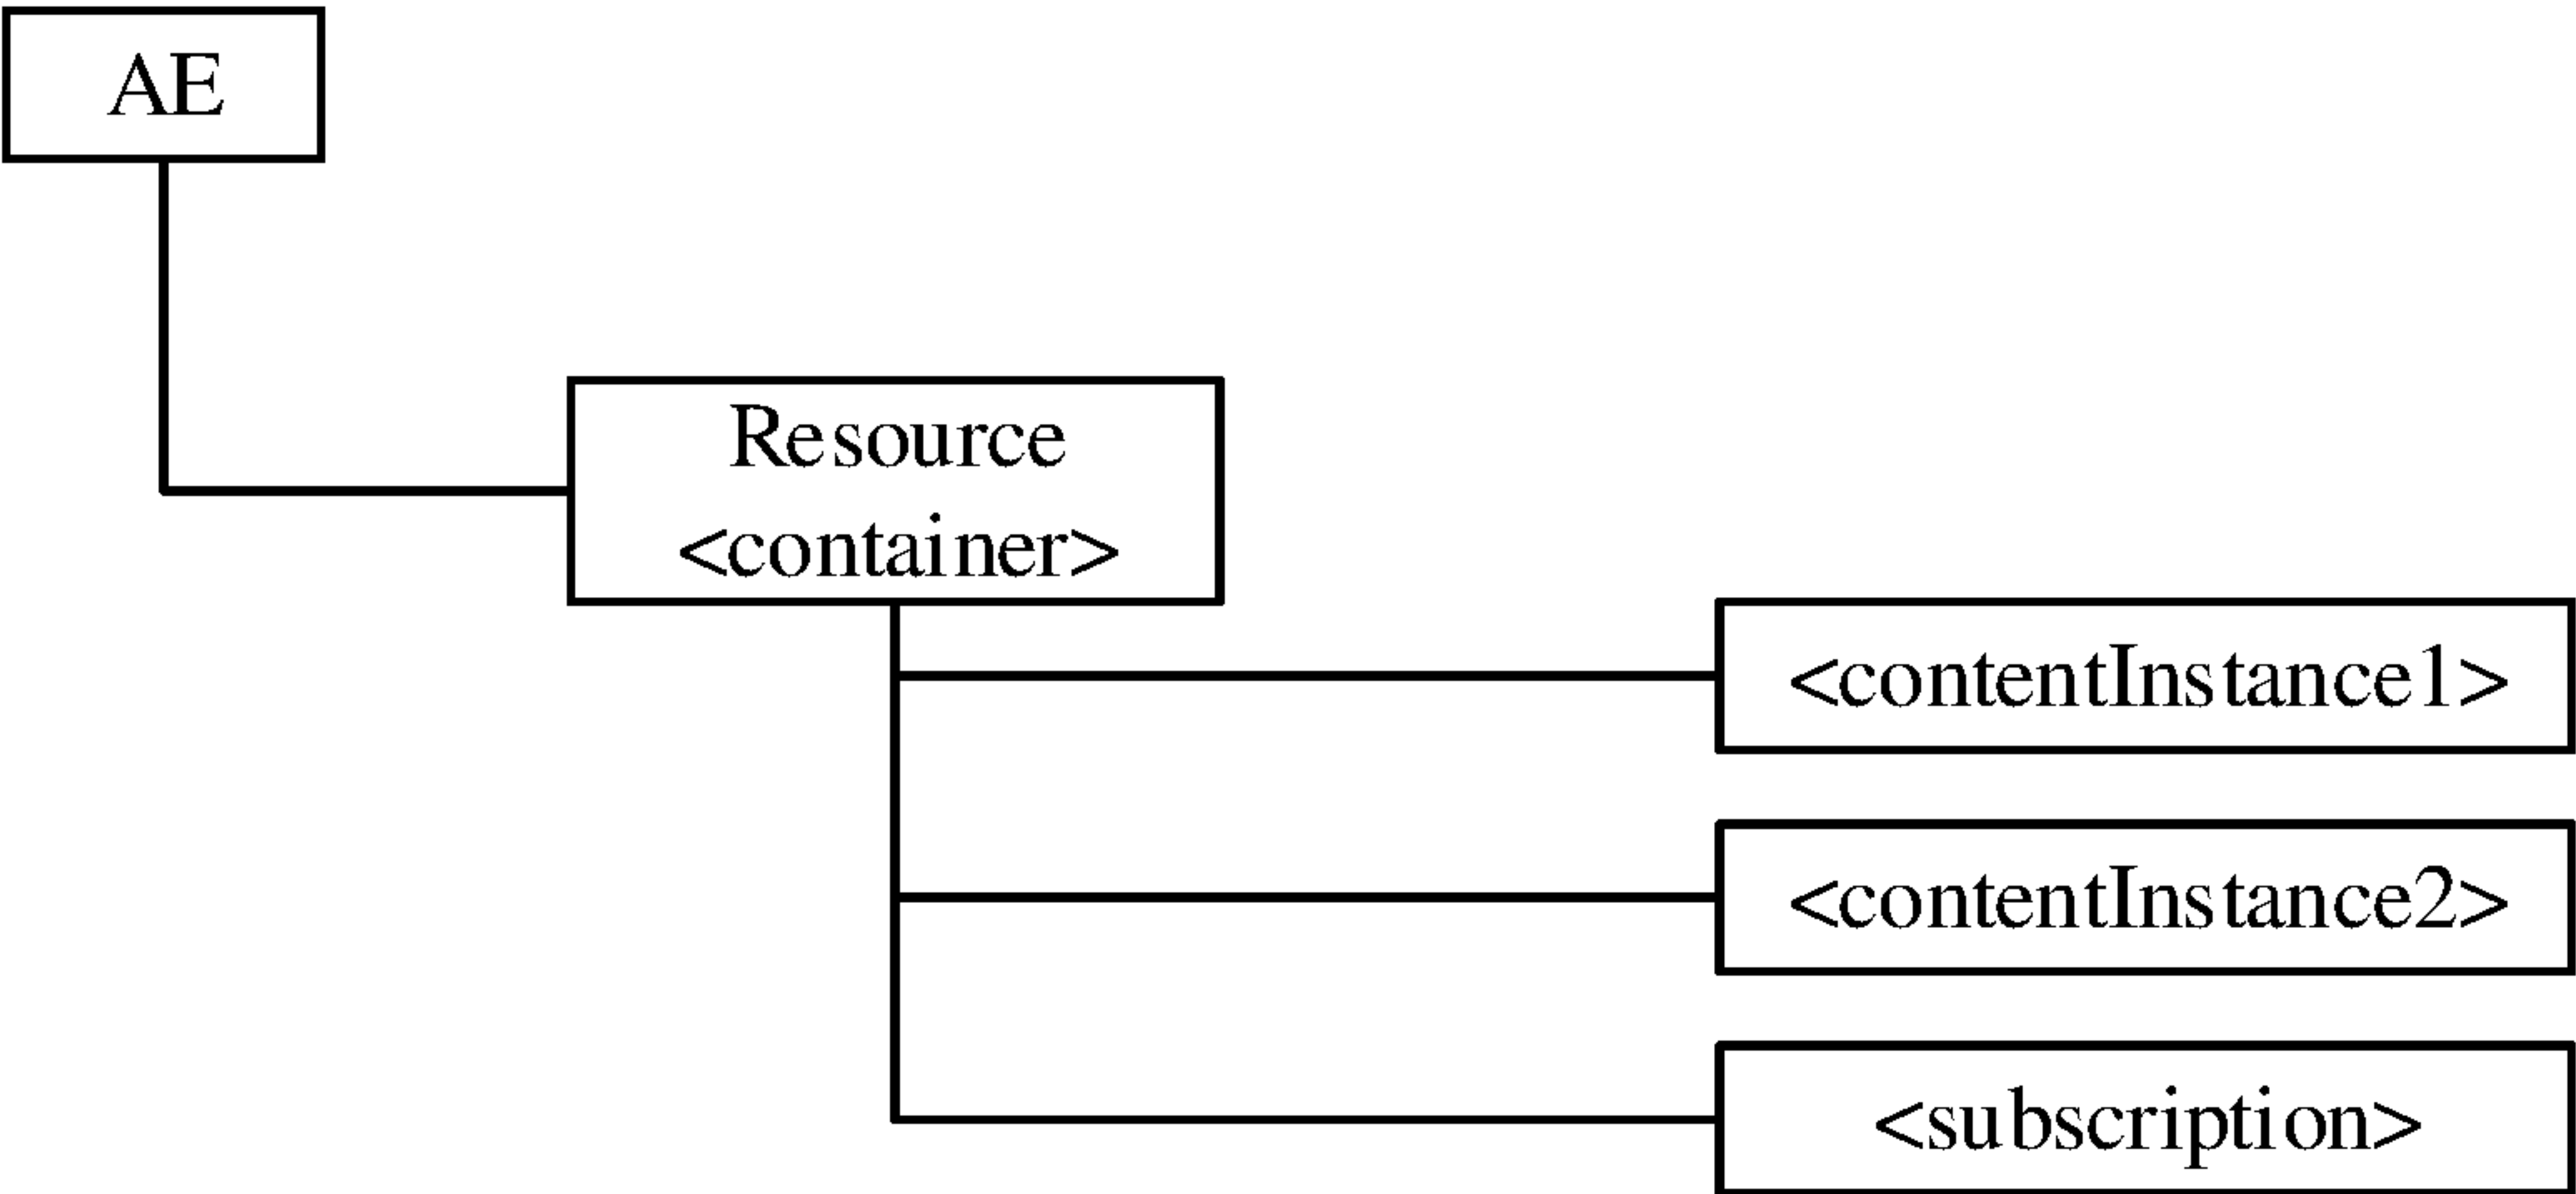 AE
Resource
<container>
<contentInstance1>
<contentInstance2>
<subscription>